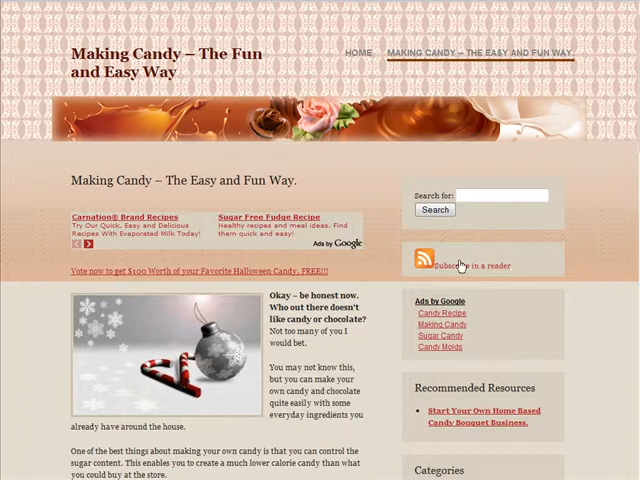 Making Candy – The Fun
and Easy Way
HOME
MAKING CANDY – THE EASY AND FUN WAY.
Making Candy – The Easy and Fun Way.
Carnation® Brand Recipes
Try Our Quick, Easy and Delicious
Recipes With Evaporated Milk Today!
Sugar Free Fudge Recipe
Healthy recipes and meal ideas. Find
them quick and easy!
Ads by Google
Vote now to get $100 Worth of your Favorite Halloween Candy, FREE!!!
Okay – be honest now.
Who out there doesn't
like candy or chocolate?
Not too many of you I
would bet.
You may not know this,
but you can make your
own candy and chocolate
quite easily with some
everyday ingredients you
already have around the house.
One of the best things about making your own candy is that you can control the
sugar content. This enables you to create a much lower calorie candy than what
you could buy at the store.
Search for:
Search
Subscribe in a reader
Ads by Google
Candy Recipe
Making Candy
Sugar Candy
Candy Molds
Recommended Resources
Start Your Own Home Based
Candy Bouquet Business.
Categories